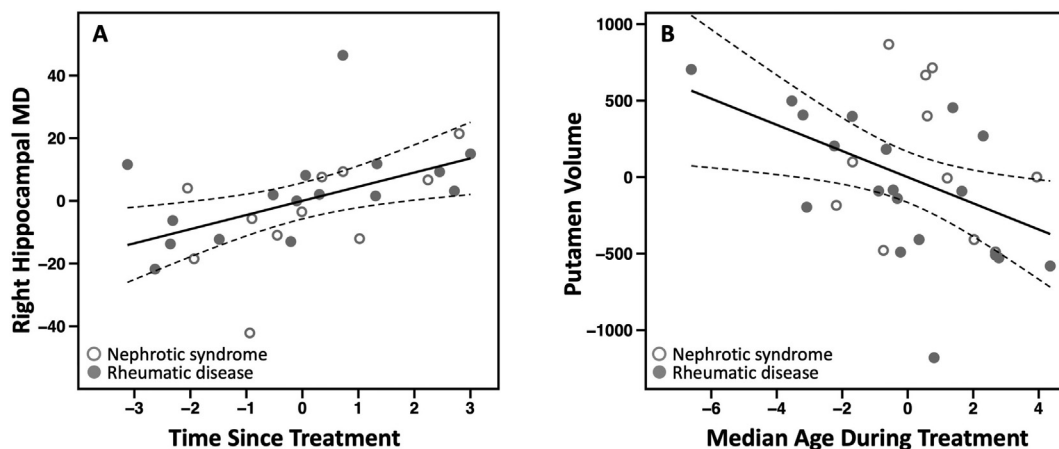 A
Right Hippocampal MD
40
20
0
−20
−40
Nephrotic syndrome
Rheumatic disease
−3 −2 −1 0 1 2 3
Time Since Treatment
B
Putamen Volume
1000
500
0
−500
−1000
Nephrotic syndrome
Rheumatic disease
−6 −4 −2 0 2 4
Median Age During Treatment